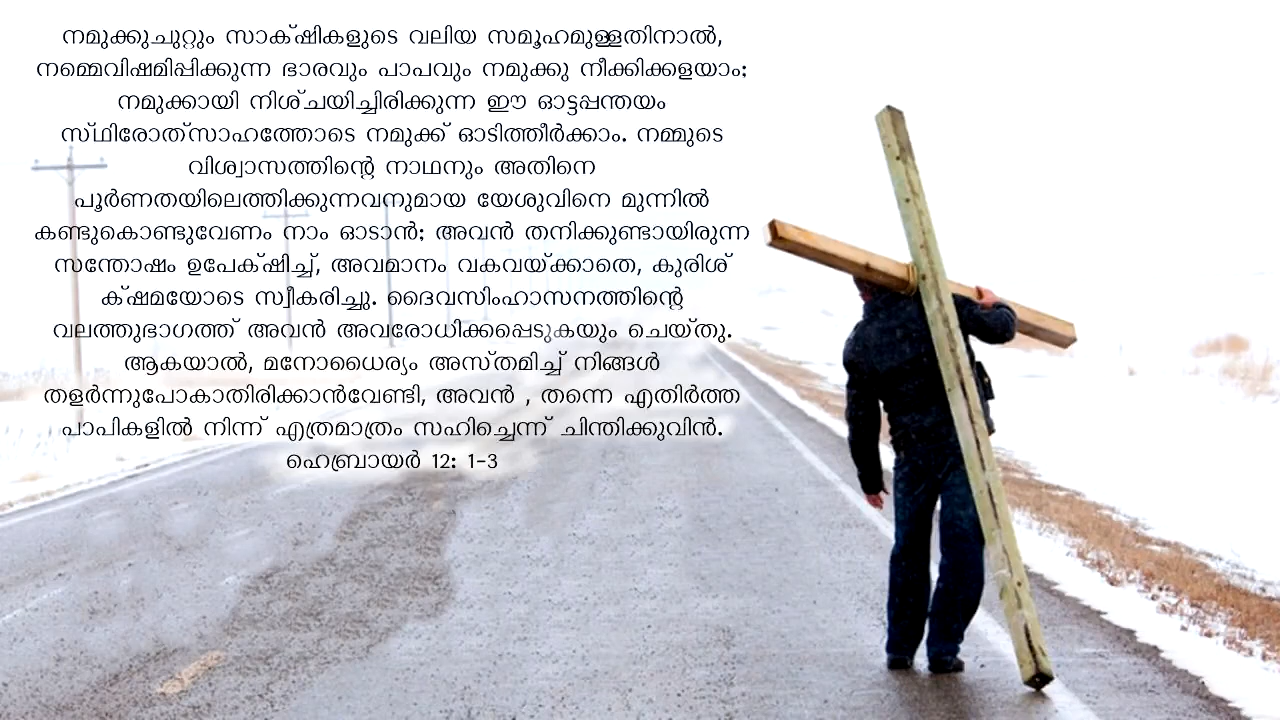 നമുക്കുചുറ്റും സാക്‌ഷികളുടെ വലിയ സമൂഹമുള്ളതിനാൽ,
നമ്മെവിഷമിപ്പിക്കുന്ന ഭാരവും പാപവും നമുക്കു നീക്കിക്കളയാം;
നമുക്കായി നിശ്‌ചയിച്ചിരിക്കുന്ന ഈ ഓട്ടപ്പന്തയം
സ്‌ഥിരോത്‌സാഹത്തോടെ നമുക്ക് ഓടിത്തീർക്കാം. നമ്മുടെ
വിശ്വാസത്തിന്റെ നാഥനും അതിനെ
പൂർണതയിലെത്തിക്കുന്നവനുമായ യേശുവിനെ മുന്നിൽ
കണ്ടുകൊണ്ടുവേണം നാം ഓടാൻ; അവൻ തനിക്കുണ്ടായിരുന്ന
സന്തോഷം ഉപേക്‌ഷിച്ച്, അവമാനം വകവയ്ക്കാതെ, കുരിശ്
ക്‌ഷമയോടെ സ്വീകരിച്ചു. ദൈവസിംഹാസനത്തിന്റെ
വലത്തുഭാഗത്ത് അവൻ അവരോധിക്കപ്പെടുകയും ചെയ്തു.
ആകയാൽ, മനോധൈര്യം അസ്തമിച്ച് നിങ്ങൾ
തളർന്നുപോകാതിരിക്കാൻവേണ്ടി, അവൻ , തന്നെ എതിർത്ത
പാപികളിൽ നിന്ന് എത്രമാത്രം സഹിച്ചെന്ന് ചിന്തിക്കുവിൻ.
ഹെബ്രായർ 12: 1-3